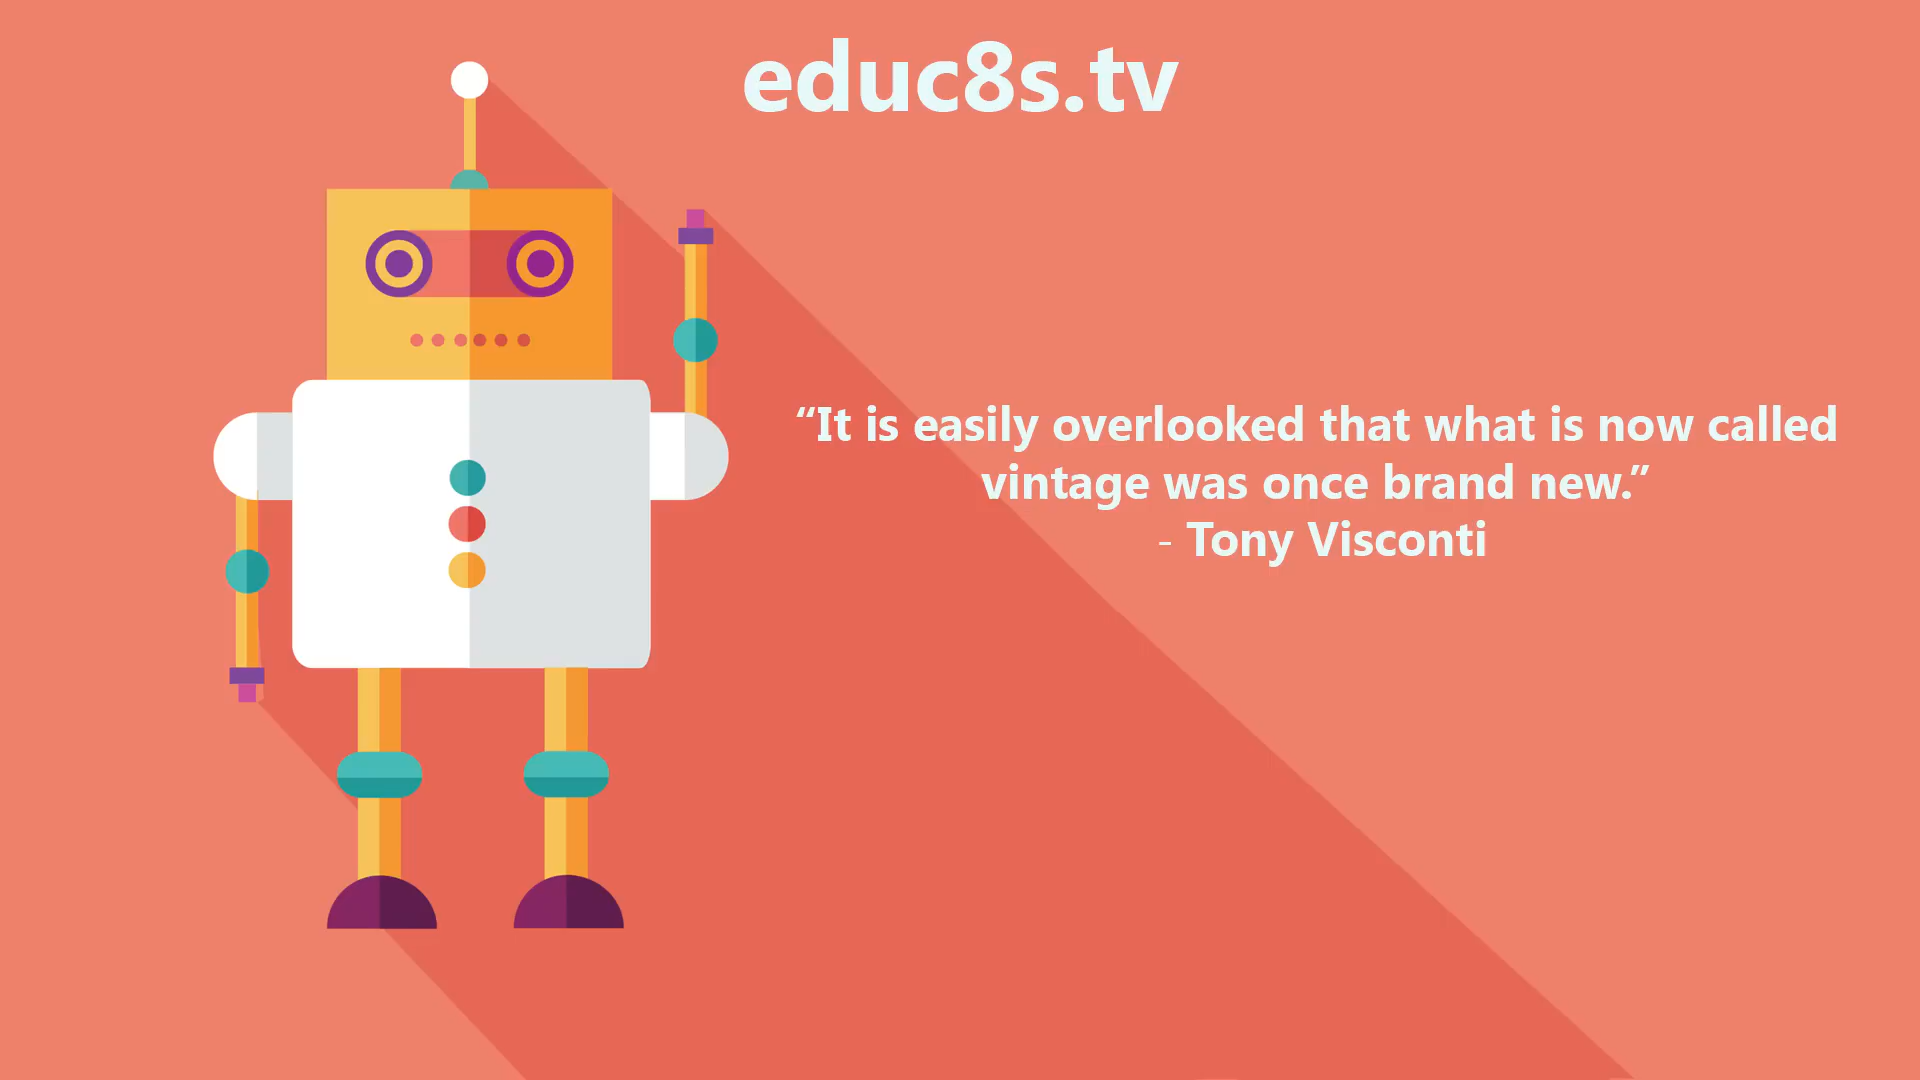 educ8s.tv
“It is easily overlooked that what is now called
vintage was once brand new.”
- Tony Visconti